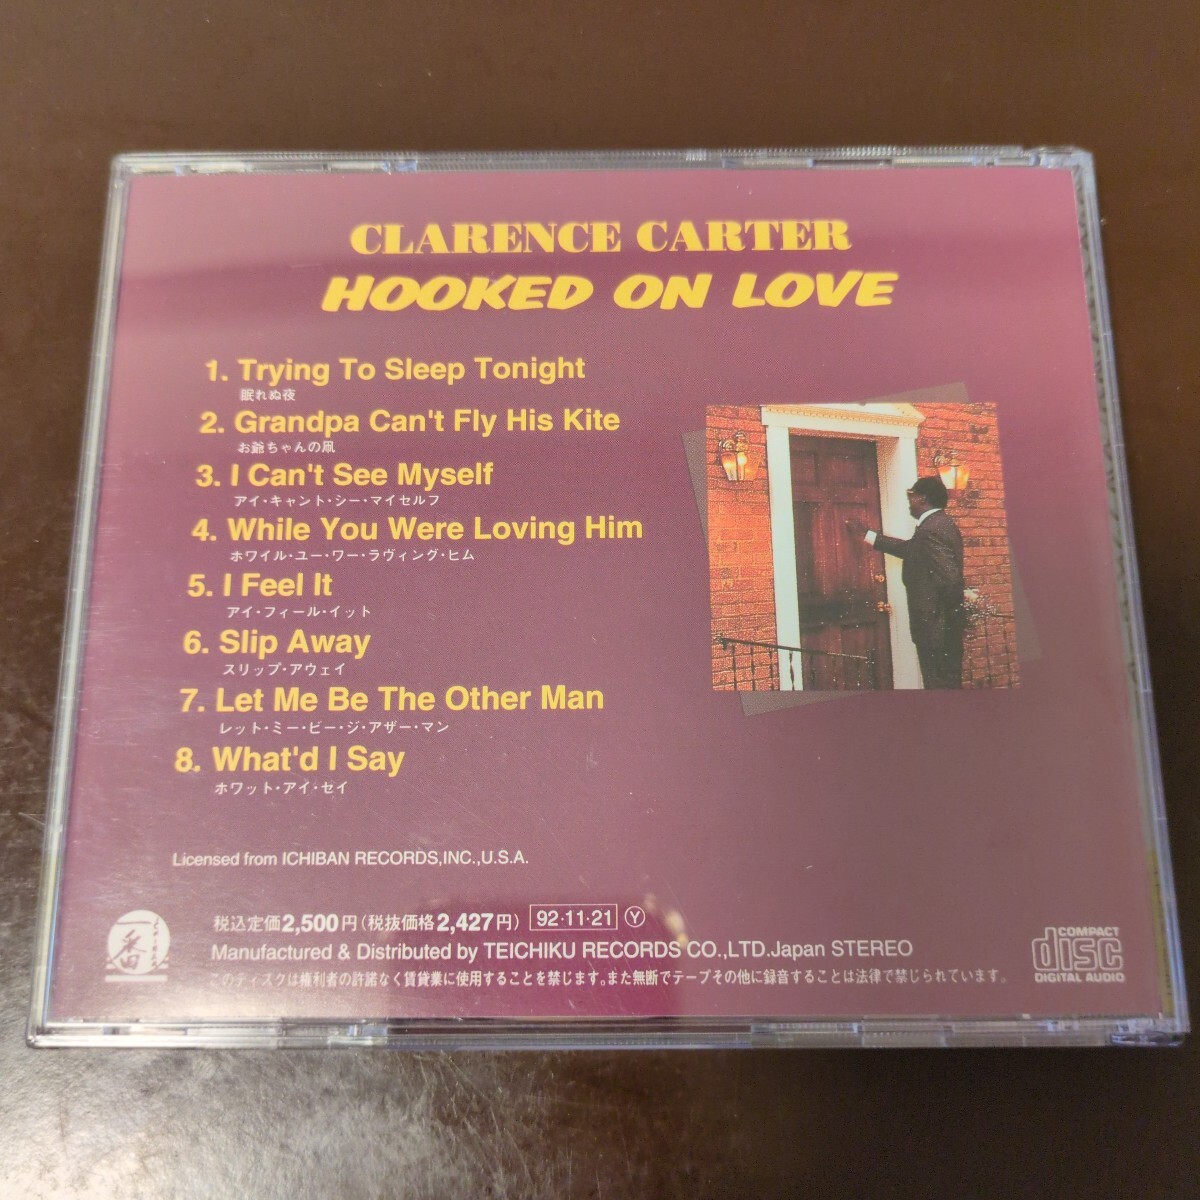 CLARENCE CARTER
HOOKED ON LOVE
1. Trying To Sleep Tonight
眠れぬ夜
2. Grandpa Can't Fly His Kite
お爺ちゃんの凧
3. I Can't See Myself
アイ・キャント・シー・マイセルフ
4. While You Were Loving Him
ホワイル・ユー・ワー・ラヴィング・ヒム
5. I Feel It
アイ・フィール・イット
6. Slip Away
スリップ・アウェイ
7. Let Me Be The Other Man
レット・ミー・ビー・ジ・アザー・マン
8. What'd I Say
ホワット・アイ・セイ
Licensed from ICHIBAN RECORDS,INC.,U.S.A.
一番
税込定価2,500円(税抜価格2,427円) 92・11・21 Ⓨ
Manufactured & Distributed by TEICHIKU RECORDS CO.,LTD.Japan STEREO
このディスクは権利者の許諾なく賃貸業に使用することを禁じます。また無断でテープその他に録音することは法律で禁じられています。
COMPACT
disc
DIGITAL AUDIO